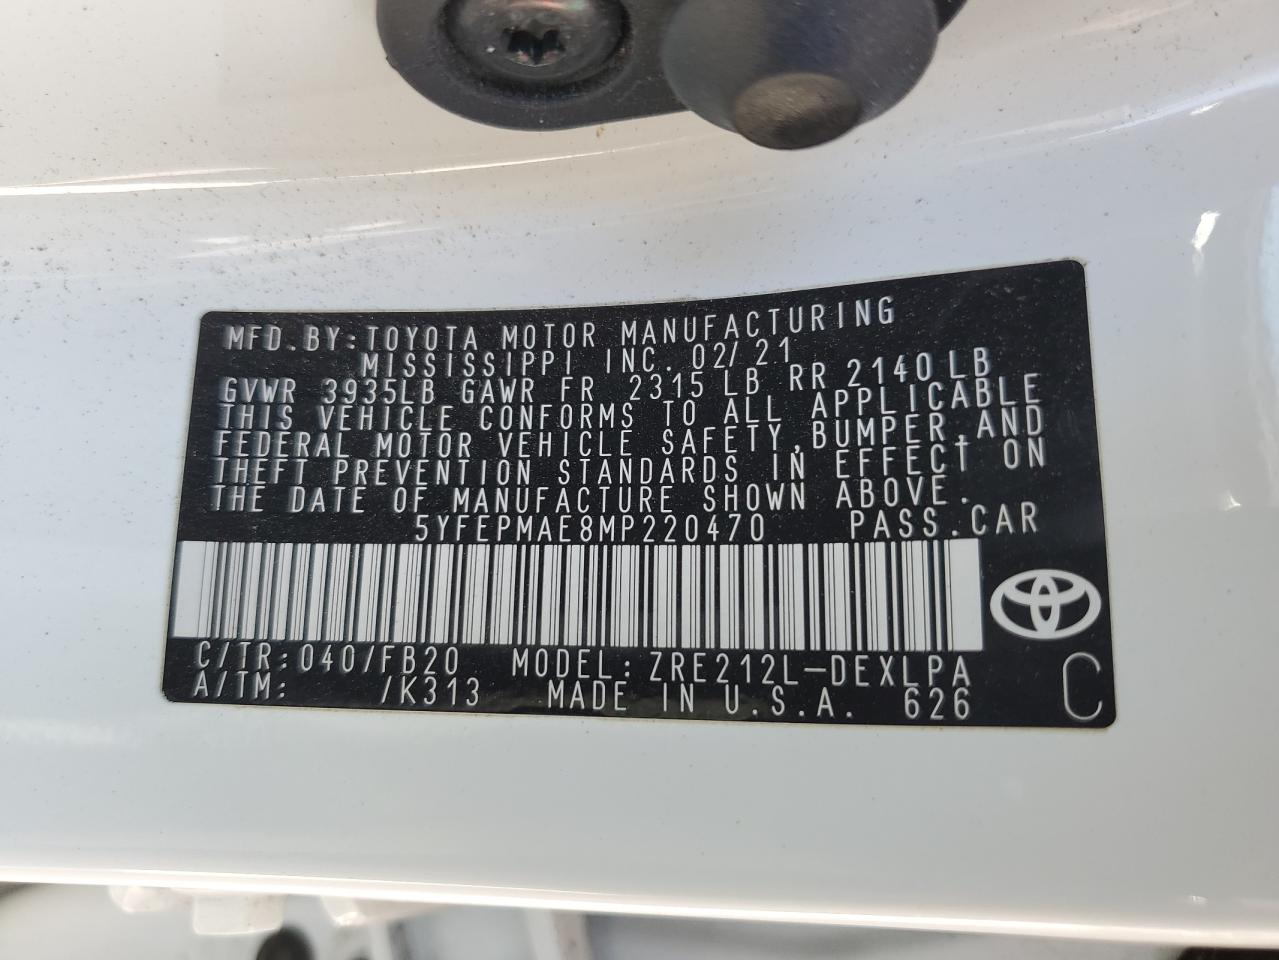 MFD.BY:TOYOTA MOTOR MANUFACTURING
MISSISSIPPI INC. 02/21
GVWR 3935LB GAWR FR 2315LB RR 2140LB
THIS VEHICLE CONFORMS TO ALL APPLICABLE
FEDERAL MOTOR VEHICLE SAFETY,BUMPER,AND
THEFT PREVENTION STANDARDS IN EFFECT ON
THE DATE OF MANUFACTURE SHOWN ABOVE.
5YFEPMAE8MP220470 PASS.CAR
C/TR:040/FB20 MODEL:ZRE212L-DEXLPA
A/TM: /K313 MADE IN U.S.A. 626
C